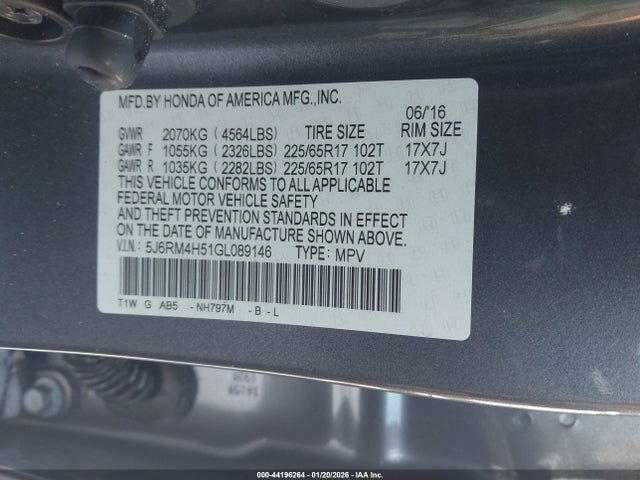 MFD.BY HONDA OF AMERICA MFG.,INC.
06/'16
GVWR 2070KG ( 4564LBS) TIRE SIZE RIM SIZE
GAWR F 1055KG ( 2326LBS) 225/65R17 102T 17X7J
GAWR R 1035KG ( 2282LBS) 225/65R17 102T 17X7J
THIS VEHICLE CONFORMS TO ALL APPLICABLE
FEDERAL MOTOR VEHICLE SAFETY
AND THEFT PREVENTION STANDARDS IN EFFECT
ON THE DATE OF MANUFACTURE SHOWN ABOVE.
V.I.N.: 5J6RM4H51GL089146 TYPE: MPV
T1W G AB5 -NH797M -B-L
000-44196264 - 01/20/2026 - IAA Inc.